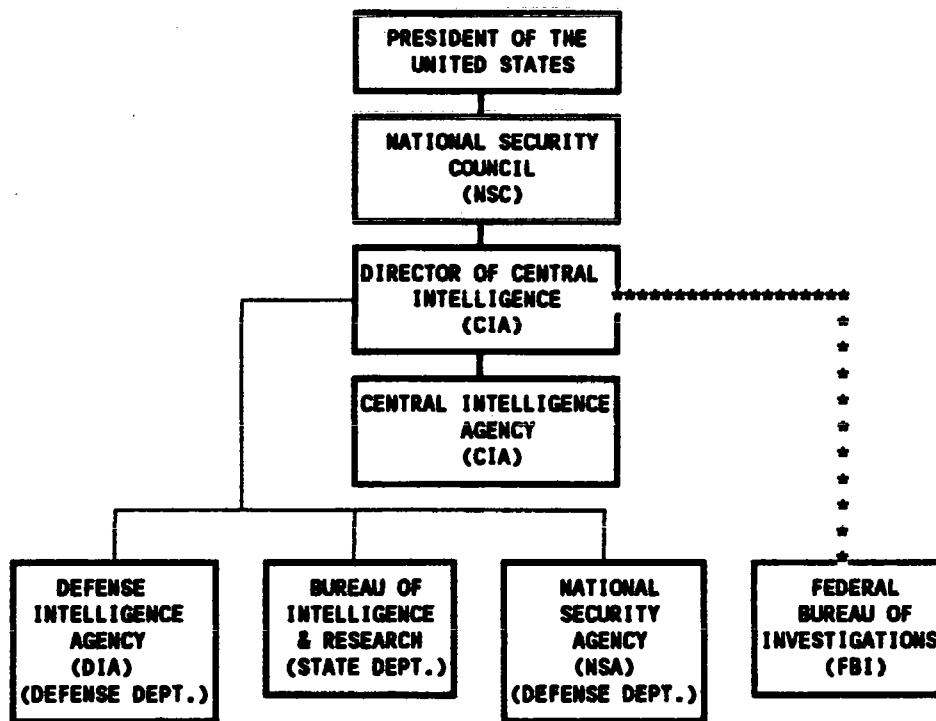 PRESIDENT OF THE
UNITED STATES
NATIONAL SECURITY
COUNCIL
(NSC)
DIRECTOR OF CENTRAL
INTELLIGENCE
(CIA)
CENTRAL INTELLIGENCE
AGENCY
(CIA)
DEFENSE
INTELLIGENCE
AGENCY
(DIA)
(DEFENSE DEPT.)
BUREAU OF
INTELLIGENCE
& RESEARCH
(STATE DEPT.)
NATIONAL
SECURITY
AGENCY
(NSA)
(DEFENSE DEPT.)
FEDERAL
BUREAU OF
INVESTIGATIONS
(FBI)